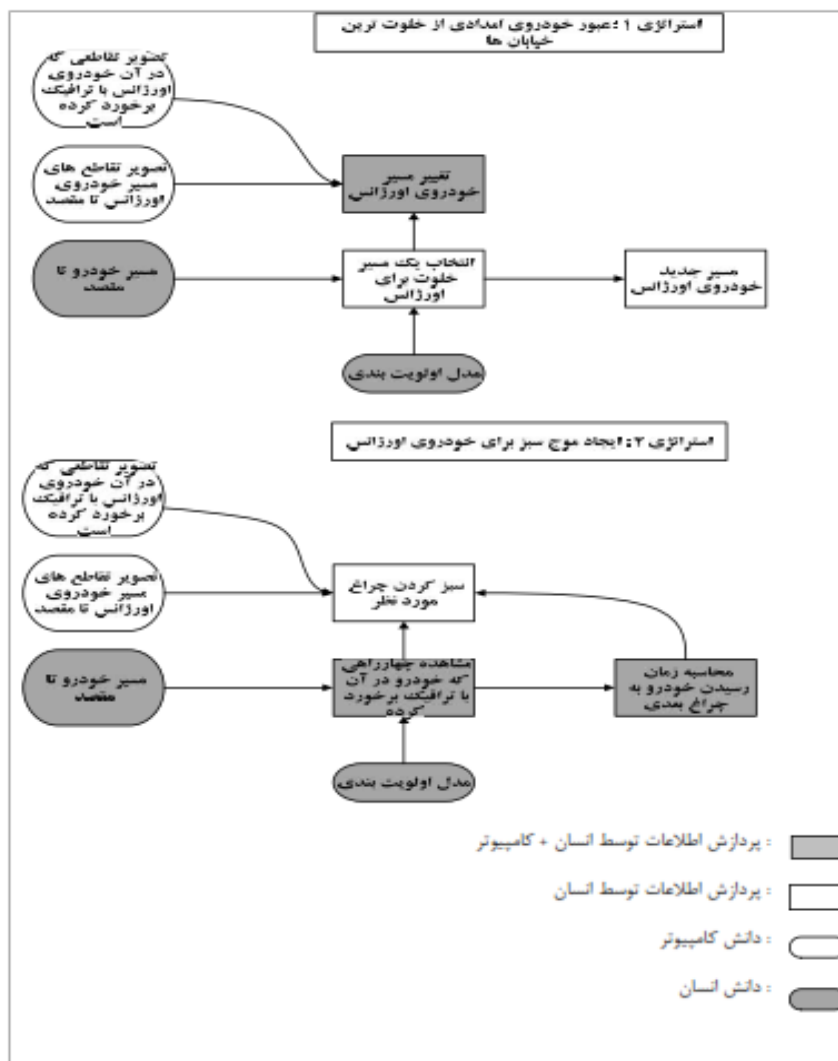 استراتژی ۱ :عبور خودروی امدادی از خلوت ترین
خیابان ها
تصویر تقاطعی که
در آن خودروی
اورژانس با ترافیک
برخورد کرده
است
تصویر تقاطع های
مسیر خودروی
اورژانس تا مقصد
تغییر مسیر
خودروی اورژانس
مسیر خودرو تا
مقصد
انتخاب یک مسیر
خلوت برای
اورژانس
مسیر جدید
خودروی اورژانس
مدل اولویت بندی
استراتژی ۲: ایجاد موج سبز برای خودروی اورژانس
تصویر تقاطعی که
در آن خودروی
اورژانس با ترافیک
برخورد کرده
است
تصویر تقاطع های
مسیر خودروی
اورژانس تا مقصد
سبز کردن چراغ
مورد نظر
مسیر خودرو تا
مقصد
مشاهده چهارراهی
که خودرو در آن
با ترافیک برخورد
کرده
محاسبه زمان
رسیدن خودرو به
چراغ بعدی
مدل اولویت بندی
: پردازش اطلاعات توسط انسان + کامپیوتر
: پردازش اطلاعات توسط انسان
: دانش کامپیوتر
: دانش انسان